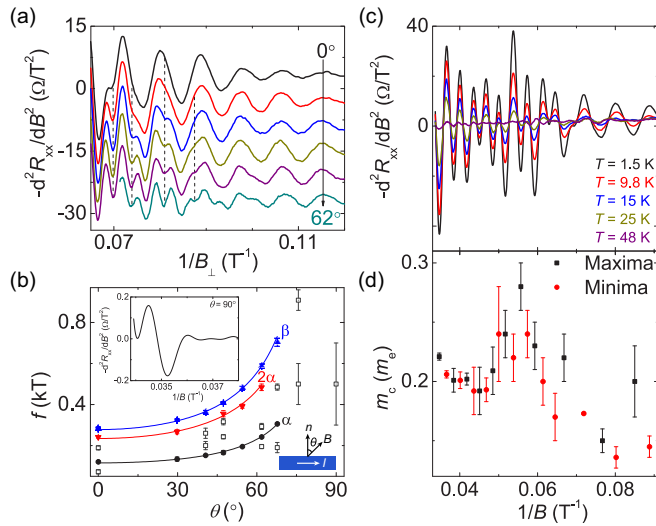 (a)
-d²Rxx/dB² (Ω/T²)
15
0
-15
-30
0°
62°
0.07
0.11
1/B⊥ (T⁻¹)
(b)
f (kT)
0.0
0.4
0.8
0.2
0.0
-0.2
-d²Rxx/dB² (Ω/T²)
θ=90°
0.035
0.037
1/B (T⁻¹)
β
2α
α
n
θ
B
I
0
30
60
90
θ (°)
(c)
-d²Rxx/dB² (Ω/T²)
40
0
-40
T = 1.5 K
T = 9.8 K
T = 15 K
T = 25 K
T = 48 K
(d)
Maxima
Minima
mc (me)
0.3
0.2
0.04
0.06
0.08
1/B (T⁻¹)